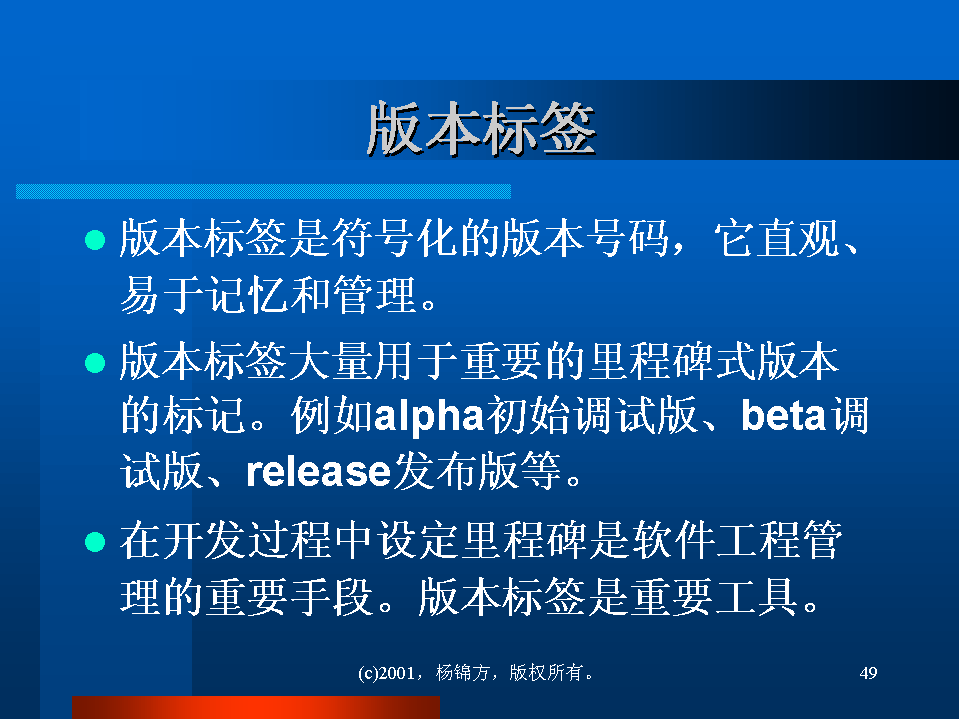 版本标签
版本标签是符号化的版本号码，它直观、
易于记忆和管理。
版本标签大量用于重要的里程碑式版本
的标记。例如alpha初始调试版、beta调
试版、release发布版等。
在开发过程中设定里程碑是软件工程管
理的重要手段。版本标签是重要工具。
(c)2001，杨锦方，版权所有。
49